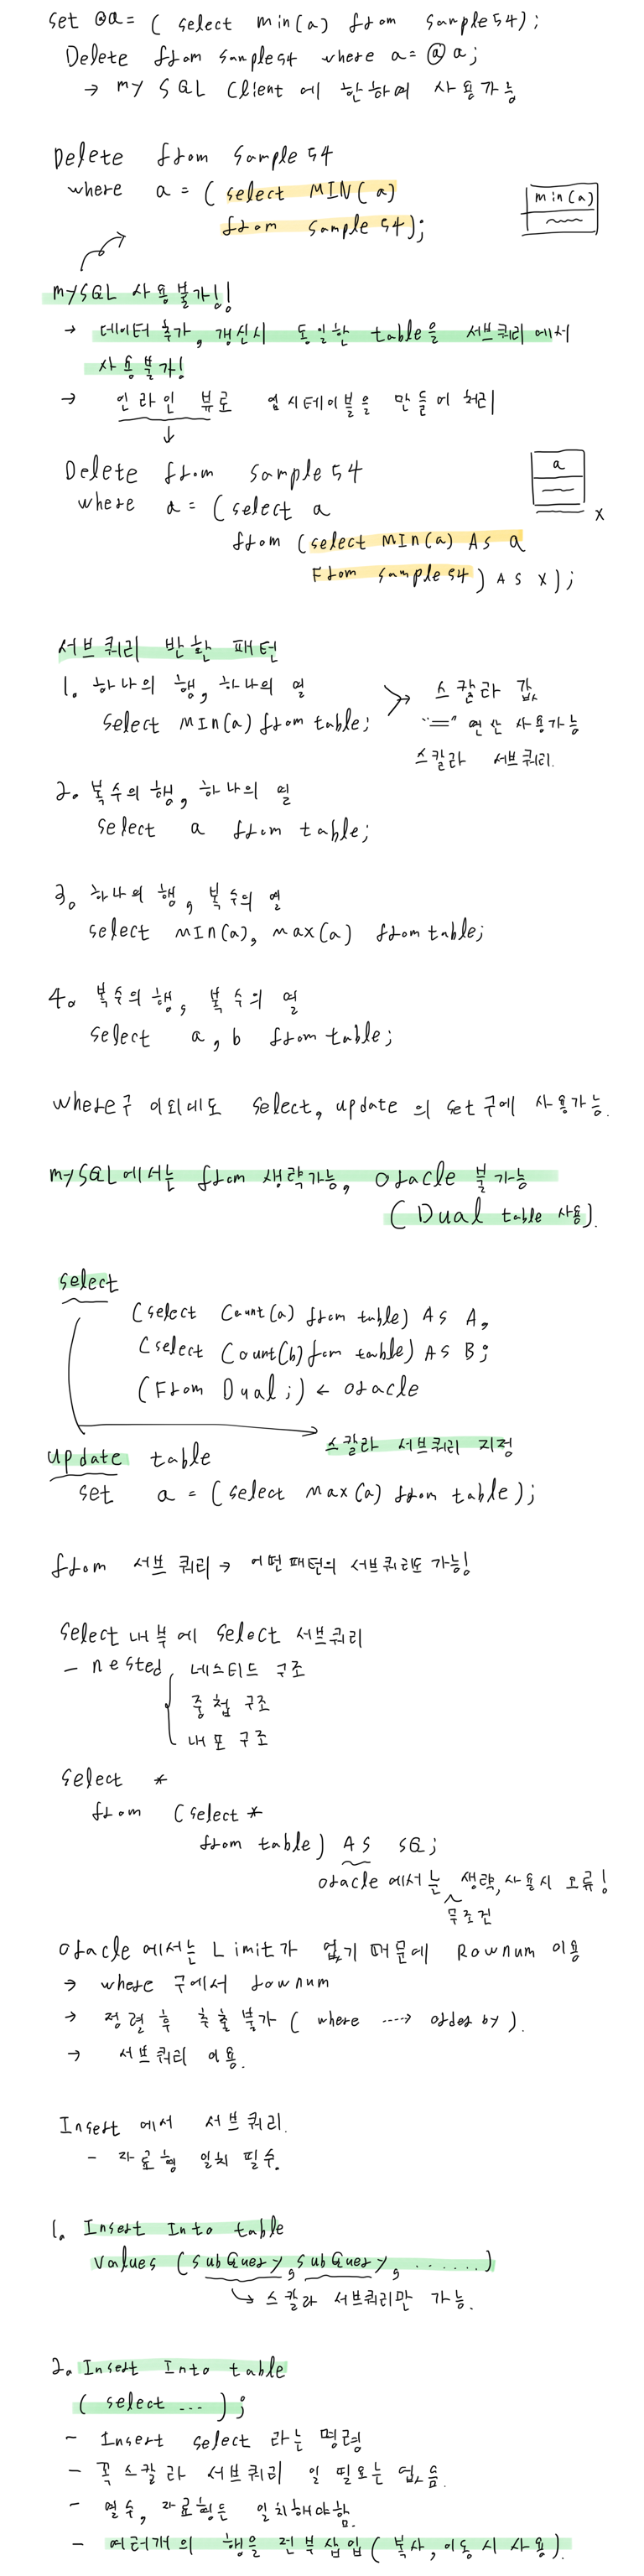 set @a = ( select min(a) from sample54);
Delete from sample54 where a = @a;
→ my SQL Client 에 한하여 사용가능
Delete from sample54
where a = ( select MIN(a)
from sample54);
min(a)
mySQL 사용불가!!
→ 데이터 추가, 갱신시 동일한 table을 서브쿼리에서
사용불가!
→ 인라인 뷰로 임시테이블을 만들어 처리
↓
Delete from sample54
where a = (select a
from (select MIn(a) As a
From sample54) AS x);
a
x
서브쿼리 반환 패턴
1. 하나의 행, 하나의 열
select MIn(a) from table;
스칼라 값
"=" 연산 사용가능
스칼라 서브쿼리.
2. 복수의 행, 하나의 열
select a from table;
3. 하나의 행, 복수의 열
select MIn(a), max(a) from table;
4. 복수의 행, 복수의 열
select a, b from table;
where구 이외에도 select, update 의 set구에 사용가능.
mySQL에서는 from 생략가능, oracle 불가능
(Dual table 사용).
select
(select Count(a) from table) As A,
(select Count(b) from table) AS B;
(From Dual;) ← oracle
스칼라 서브쿼리 지정
update table
set a = (select max(a) from table);
from 서브 쿼리 → 어떤패턴의 서브쿼리도 가능!
select 내부에 select 서브쿼리
- nested, 네스티드 구조
중첩 구조
내포 구조
select *
from (select *
from table) AS SQ;
oracle 에서는 생략, 사용시 오류!
무조건
oracle 에서는 Limit가 없기 때문에 Rownum 이용
→ where 구에서 rownum
→ 정렬 후 추출 불가 ( where ----> order by ).
→ 서브쿼리 이용.
Insert 에서 서브쿼리.
- 자료형 일치 필수.
1. Insert Into table
values (subQuery, subQuery, ......)
↳ 스칼라 서브쿼리만 가능.
2. Insert Into table
( select ... );
- Insert select 라는 명령
- 꼭 스칼라 서브쿼리 일 필요는 없음.
- 열수, 자료형은 일치해야함.
- 여러개의 행을 전부삽입 ( 복사, 이동 시 사용).